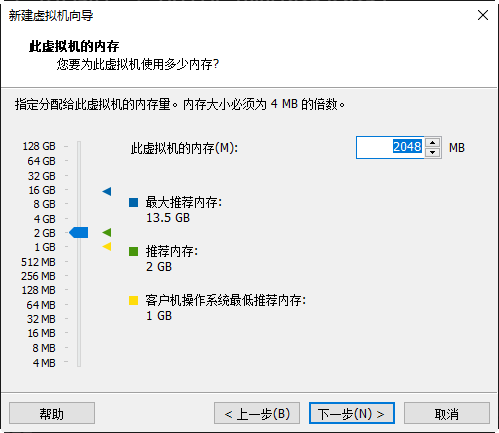 新建虚拟机向导
此虚拟机的内存
您要为此虚拟机使用多少内存?
指定分配给此虚拟机的内存量。内存大小必须为 4 MB 的倍数。
此虚拟机的内存(M): 2048 MB
128 GB
64 GB
32 GB
16 GB
8 GB
4 GB
2 GB
1 GB
512 MB
256 MB
128 MB
64 MB
32 MB
16 MB
8 MB
4 MB
最大推荐内存:
13.5 GB
推荐内存:
2 GB
客户机操作系统最低推荐内存:
1 GB
帮助 < 上一步(B) 下一步(N) > 取消